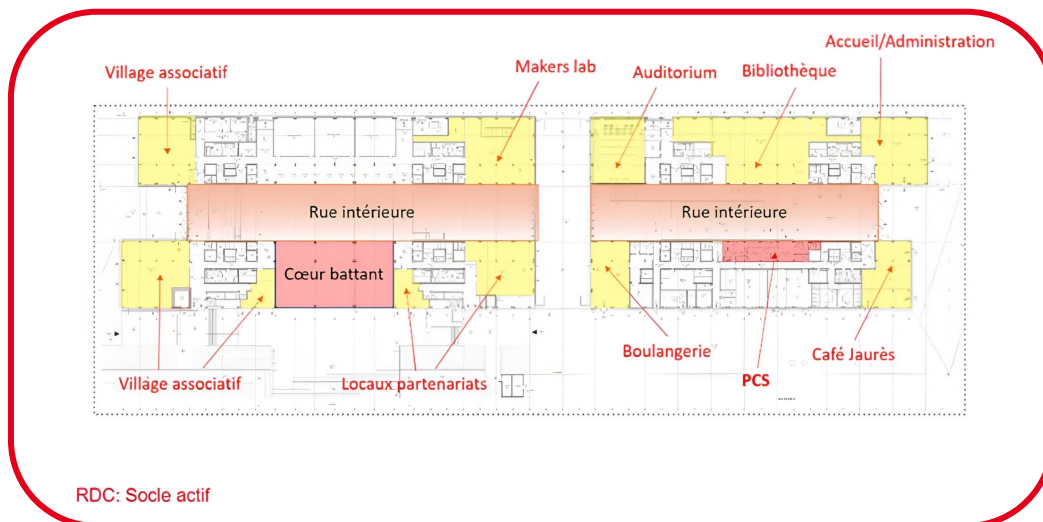 Accueil/Administration
Village associatif
Makers lab
Auditorium
Bibliothèque
Rue intérieure
Rue intérieure
Cœur battant
Boulangerie
Café Jaurès
Village associatif
Locaux partenariats
PCS
RDC: Socle actif